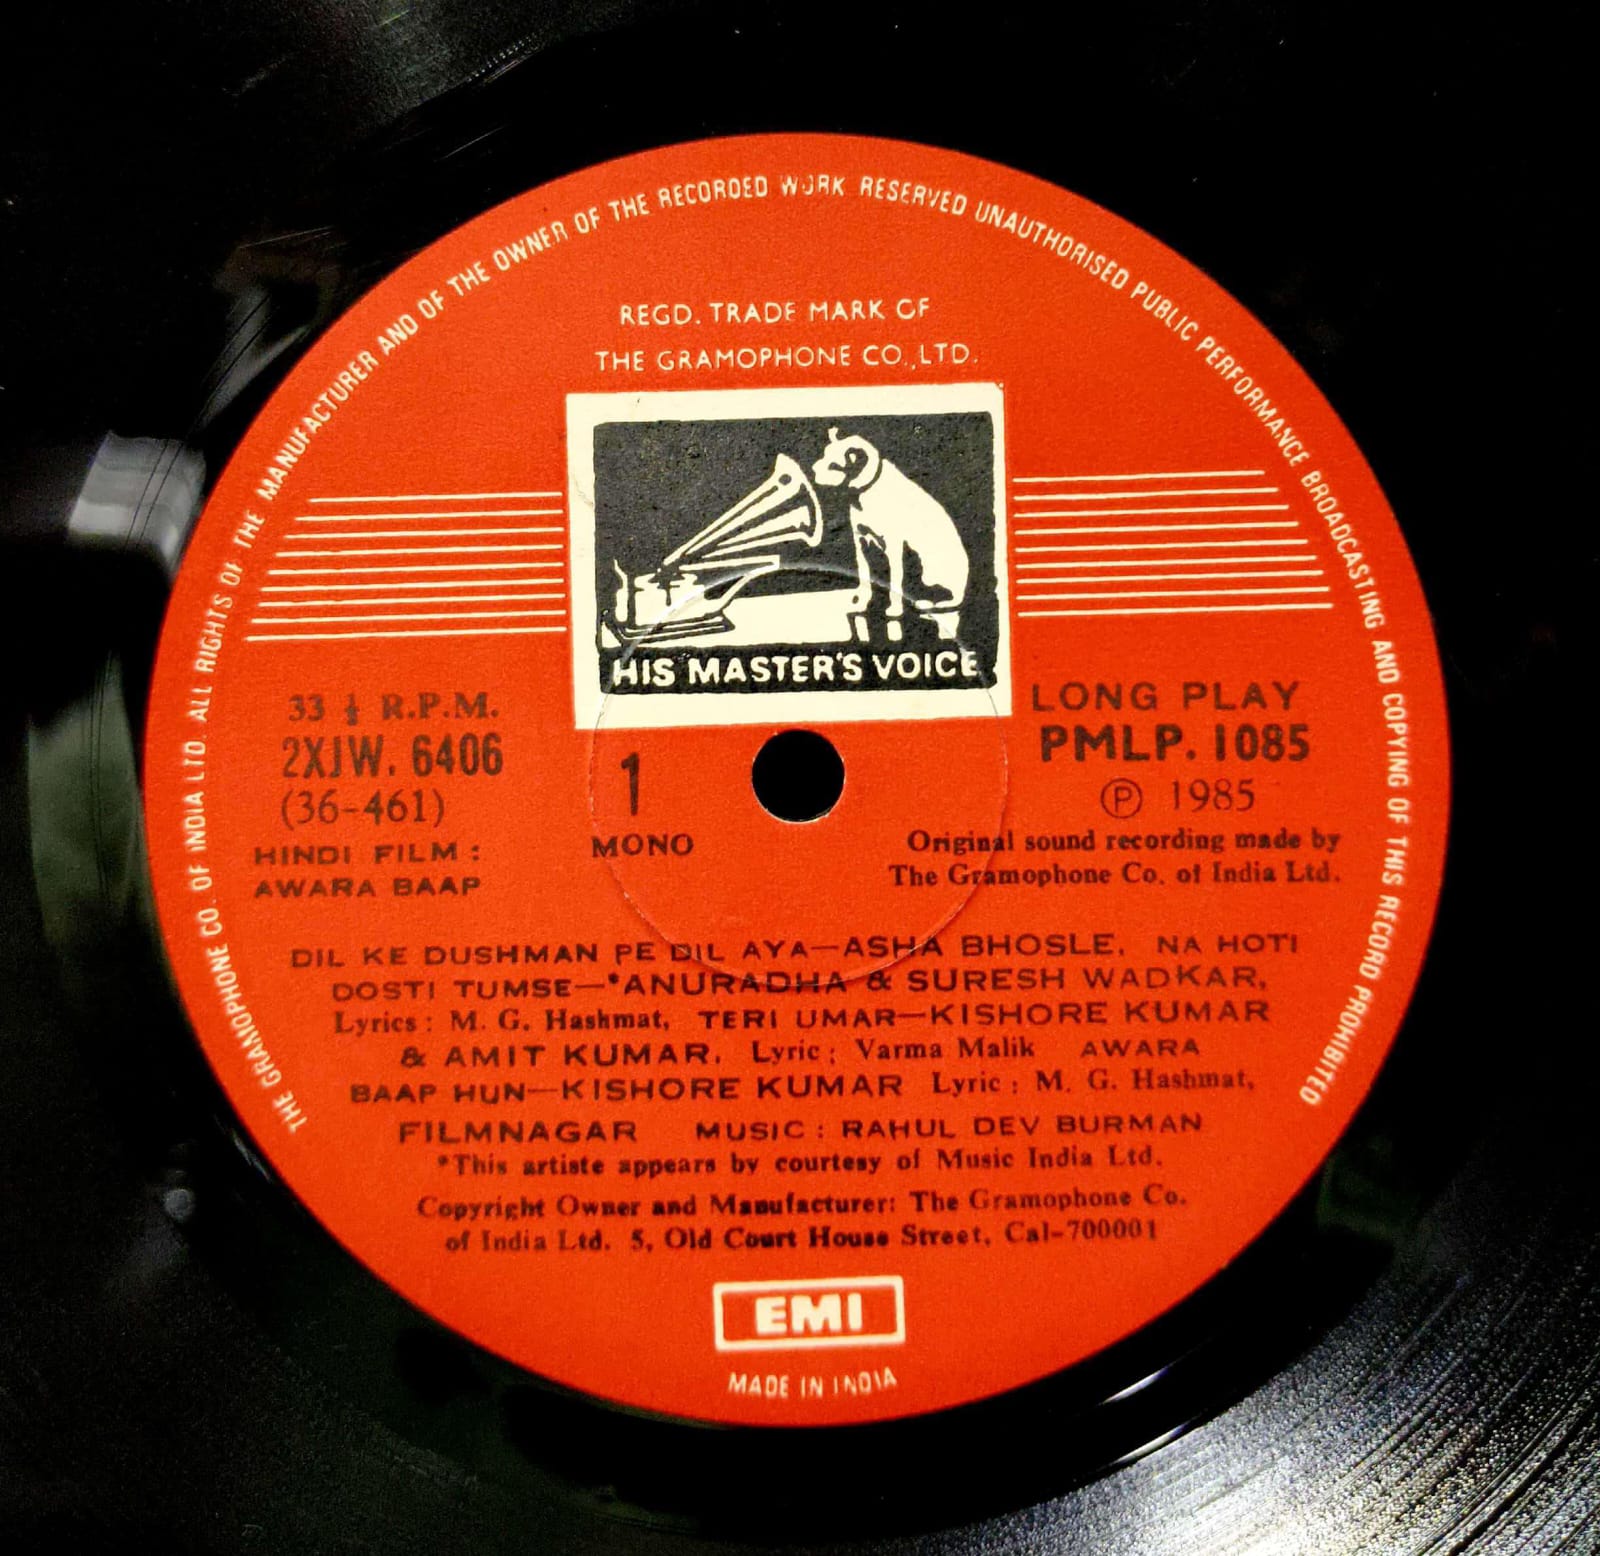 THE GRAMOPHONE CO. OF INDIA LTD. ALL RIGHTS OF THE MANUFACTURER AND OF THE OWNER OF THE RECORDED WORK RESERVED UNAUTHORISED PUBLIC PERFORMANCE BROADCASTING AND COPYING OF THIS RECORD PROHIBITED
REGD. TRADE MARK OF
THE GRAMOPHONE CO.,LTD.
HIS MASTER'S VOICE
33 ⅓ R.P.M.
2XJW. 6406
(36-461)
HINDI FILM :
AWARA BAAP
1
MONO
LONG PLAY
PMLP. 1085
℗ 1985
Original sound recording made by
The Gramophone Co. of India Ltd.
DIL KE DUSHMAN PE DIL AYA—ASHA BHOSLE, NA HOTI
DOSTI TUMSE—*ANURADHA & SURESH WADKAR,
Lyrics : M. G. Hashmat, TERI UMAR—KISHORE KUMAR
& AMIT KUMAR. Lyric : Varma Malik AWARA
BAAP HUN—KISHORE KUMAR Lyric : M. G. Hashmat,
FILMNAGAR MUSIC : RAHUL DEV BURMAN
*This artiste appears by courtesy of Music India Ltd.
Copyright Owner and Manufacturer: The Gramophone Co.
of India Ltd. 5, Old Court House Street, Cal-700001
EMI
MADE IN INDIA